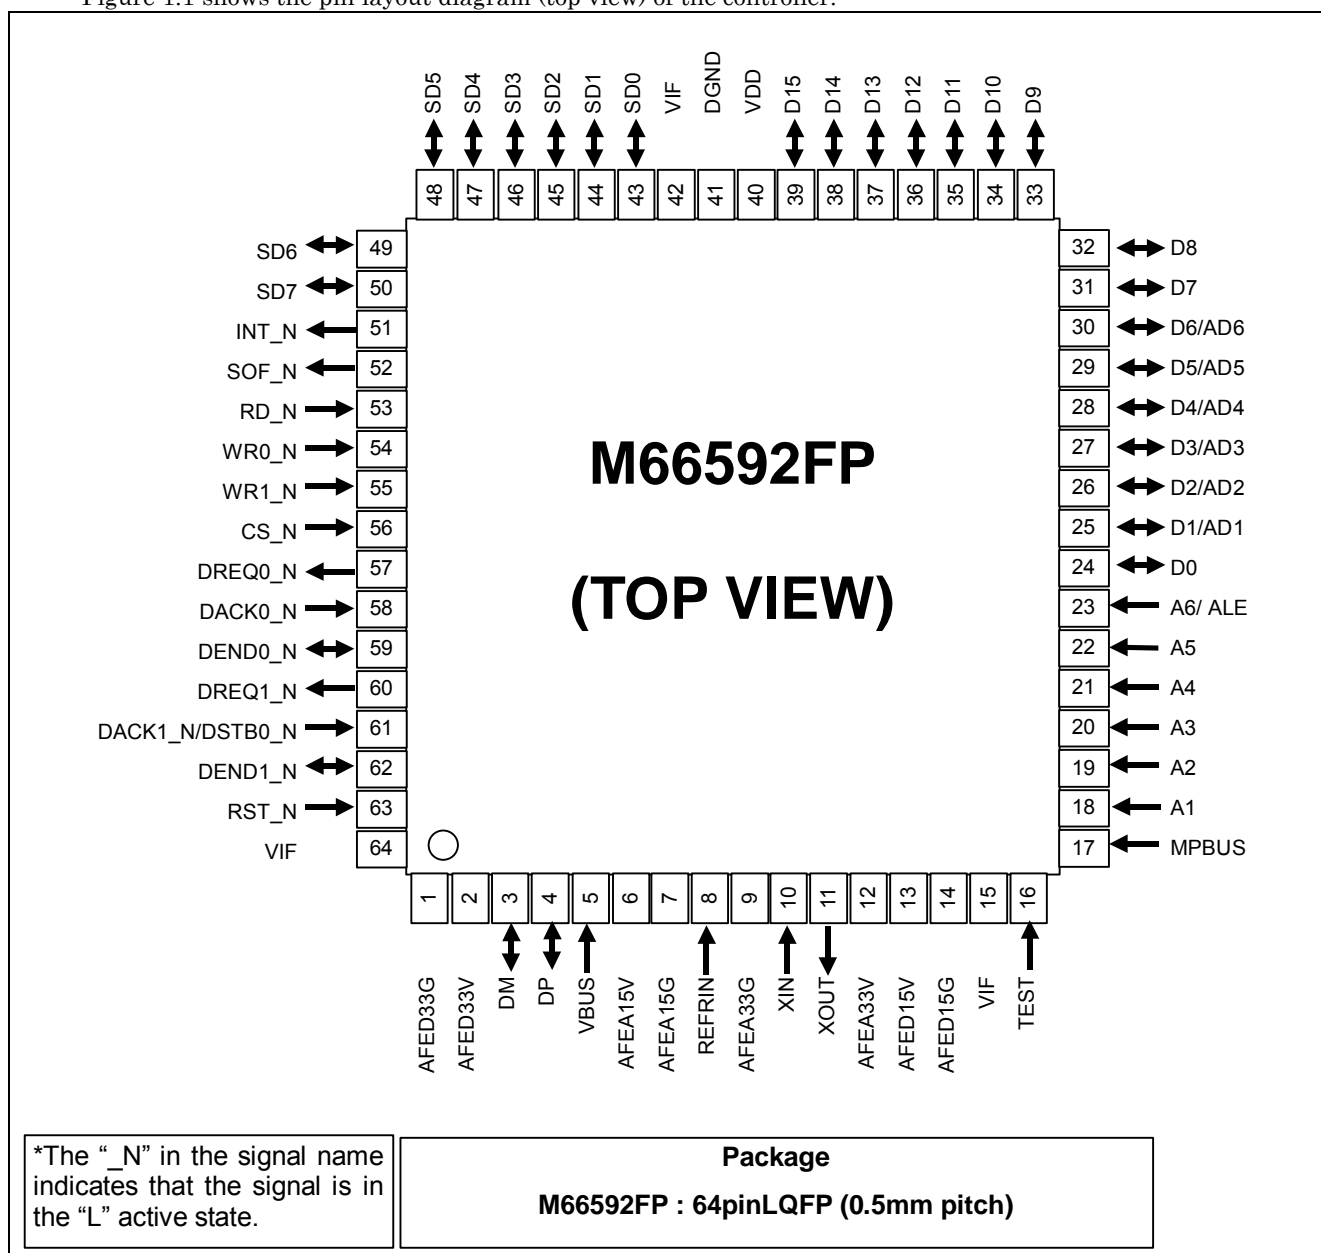 Figure 1.1 shows the pin layout diagram (top view) of the controller.
SD5 SD4 SD3 SD2 SD1 SD0 VIF DGND VDD D15 D14 D13 D12 D11 D10 D9
48 47 46 45 44 43 42 41 40 39 38 37 36 35 34 33
SD6 49
SD7 50
INT_N 51
SOF_N 52
RD_N 53
WR0_N 54
WR1_N 55
CS_N 56
DREQ0_N 57
DACK0_N 58
DEND0_N 59
DREQ1_N 60
DACK1_N/DSTB0_N 61
DEND1_N 62
RST_N 63
VIF 64
M66592FP
(TOP VIEW)
32 D8
31 D7
30 D6/AD6
29 D5/AD5
28 D4/AD4
27 D3/AD3
26 D2/AD2
25 D1/AD1
24 D0
23 A6/ ALE
22 A5
21 A4
20 A3
19 A2
18 A1
17 MPBUS
1 2 3 4 5 6 7 8 9 10 11 12 13 14 15 16
AFED33G AFED33V DM DP VBUS AFEA15V AFEA15G REFRIN AFEA33G XIN XOUT AFEA33V AFED15V AFED15G VIF TEST
*The “_N” in the signal name
indicates that the signal is in
the “L” active state.
Package
M66592FP : 64pinLQFP (0.5mm pitch)